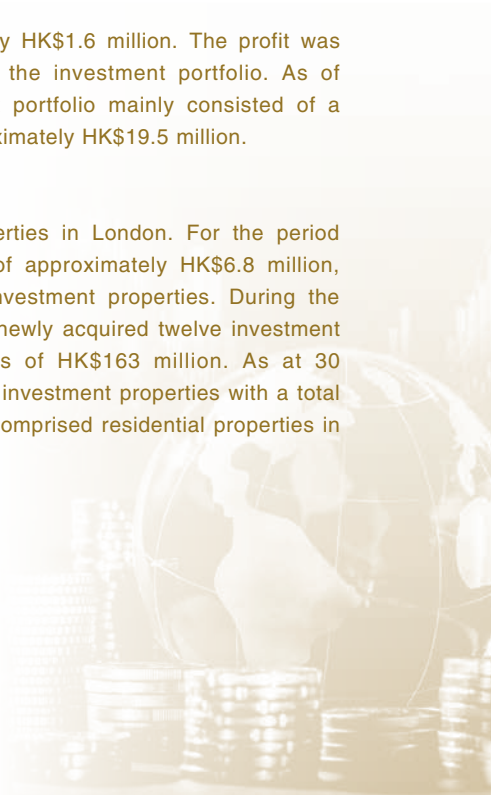 y HK$1.6 million. The profit was
the investment portfolio. As of
portfolio mainly consisted of a
ximately HK$19.5 million.
erties in London. For the period
of approximately HK$6.8 million,
nvestment properties. During the
newly acquired twelve investment
s of HK$163 million. As at 30
investment properties with a total
omprised residential properties in